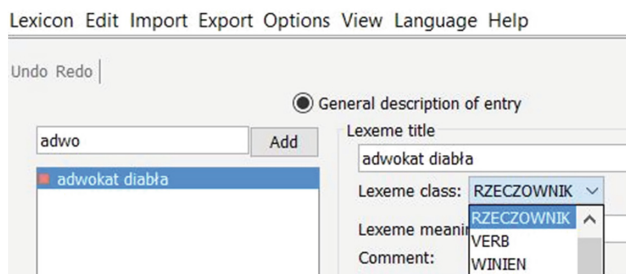 Lexicon Edit Import Export Options View Language Help
Undo Redo
General description of entry
adwo Add
Lexeme title
adwokat diabła
adwokat diabła
Lexeme class: RZECZOWNIK
RZECZOWNIK
Lexeme meanin
VERB
Comment:
WINIEN